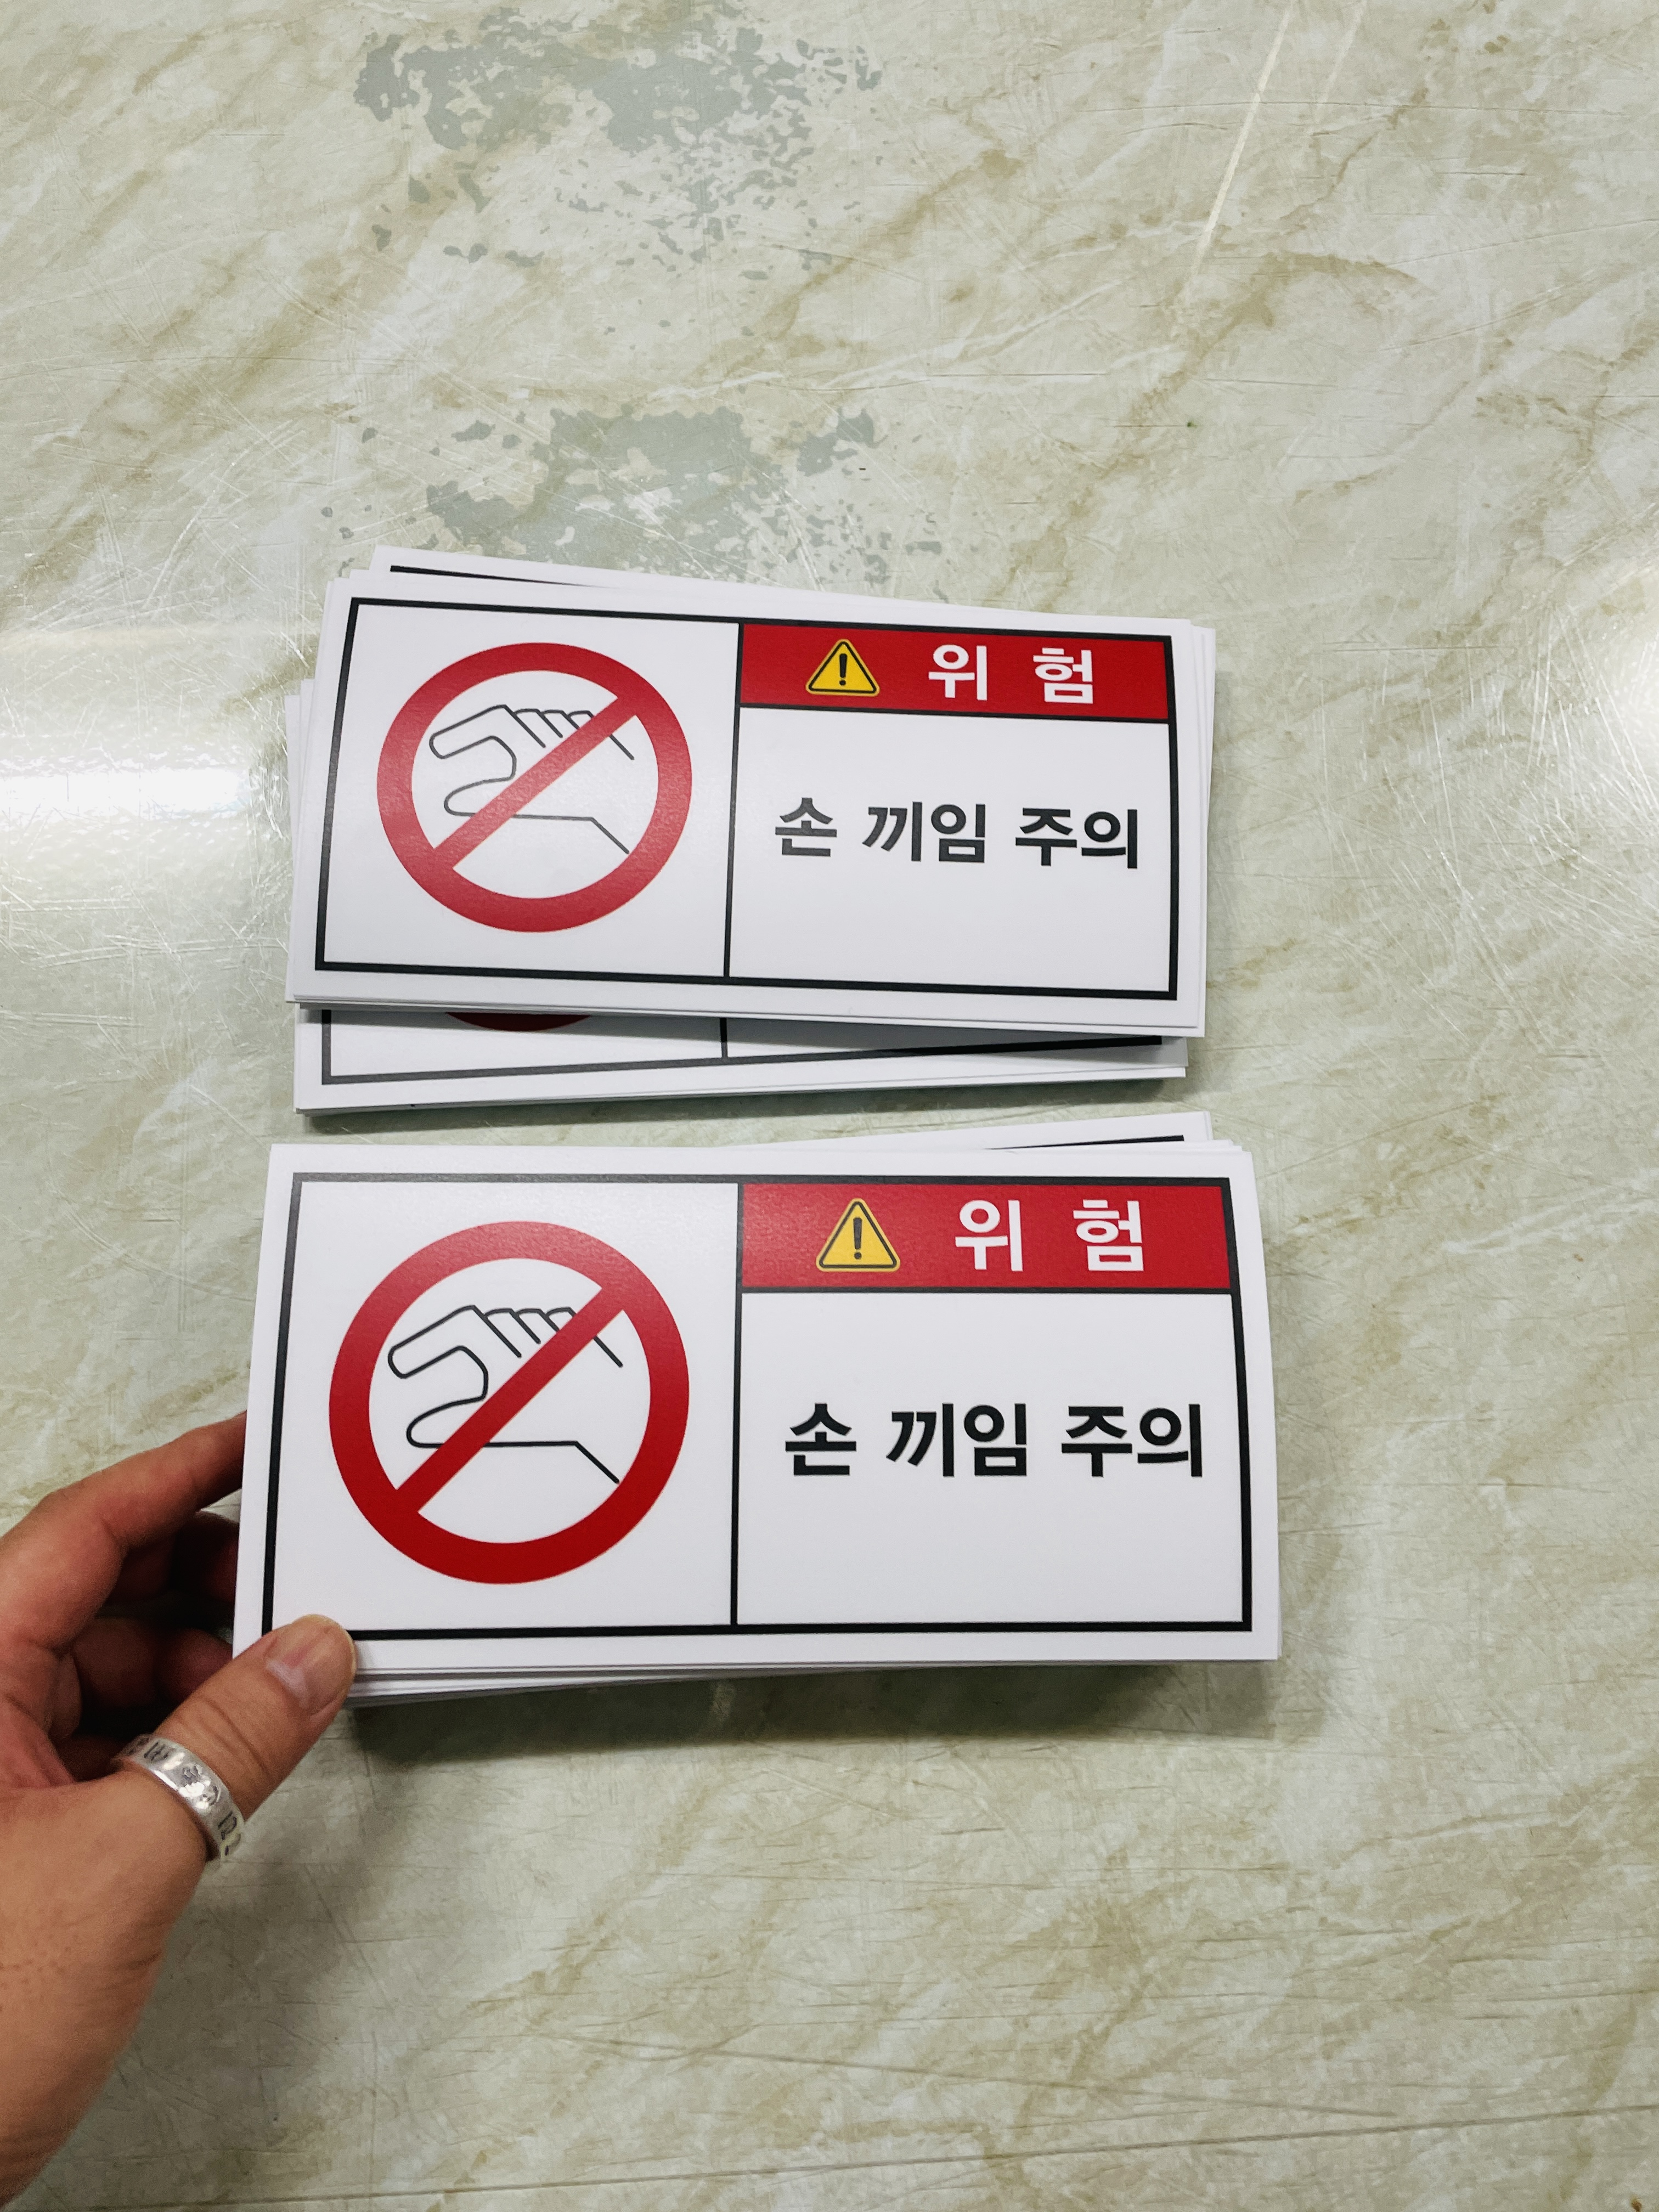 위 험
손 끼임 주의
위 험
손 끼임 주의